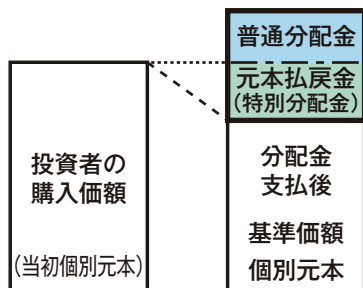 普通分配金
元本払戻金
(特別分配金)
投資者の
購入価額
(当初個別元本)
分配金
支払後
基準価額
個別元本